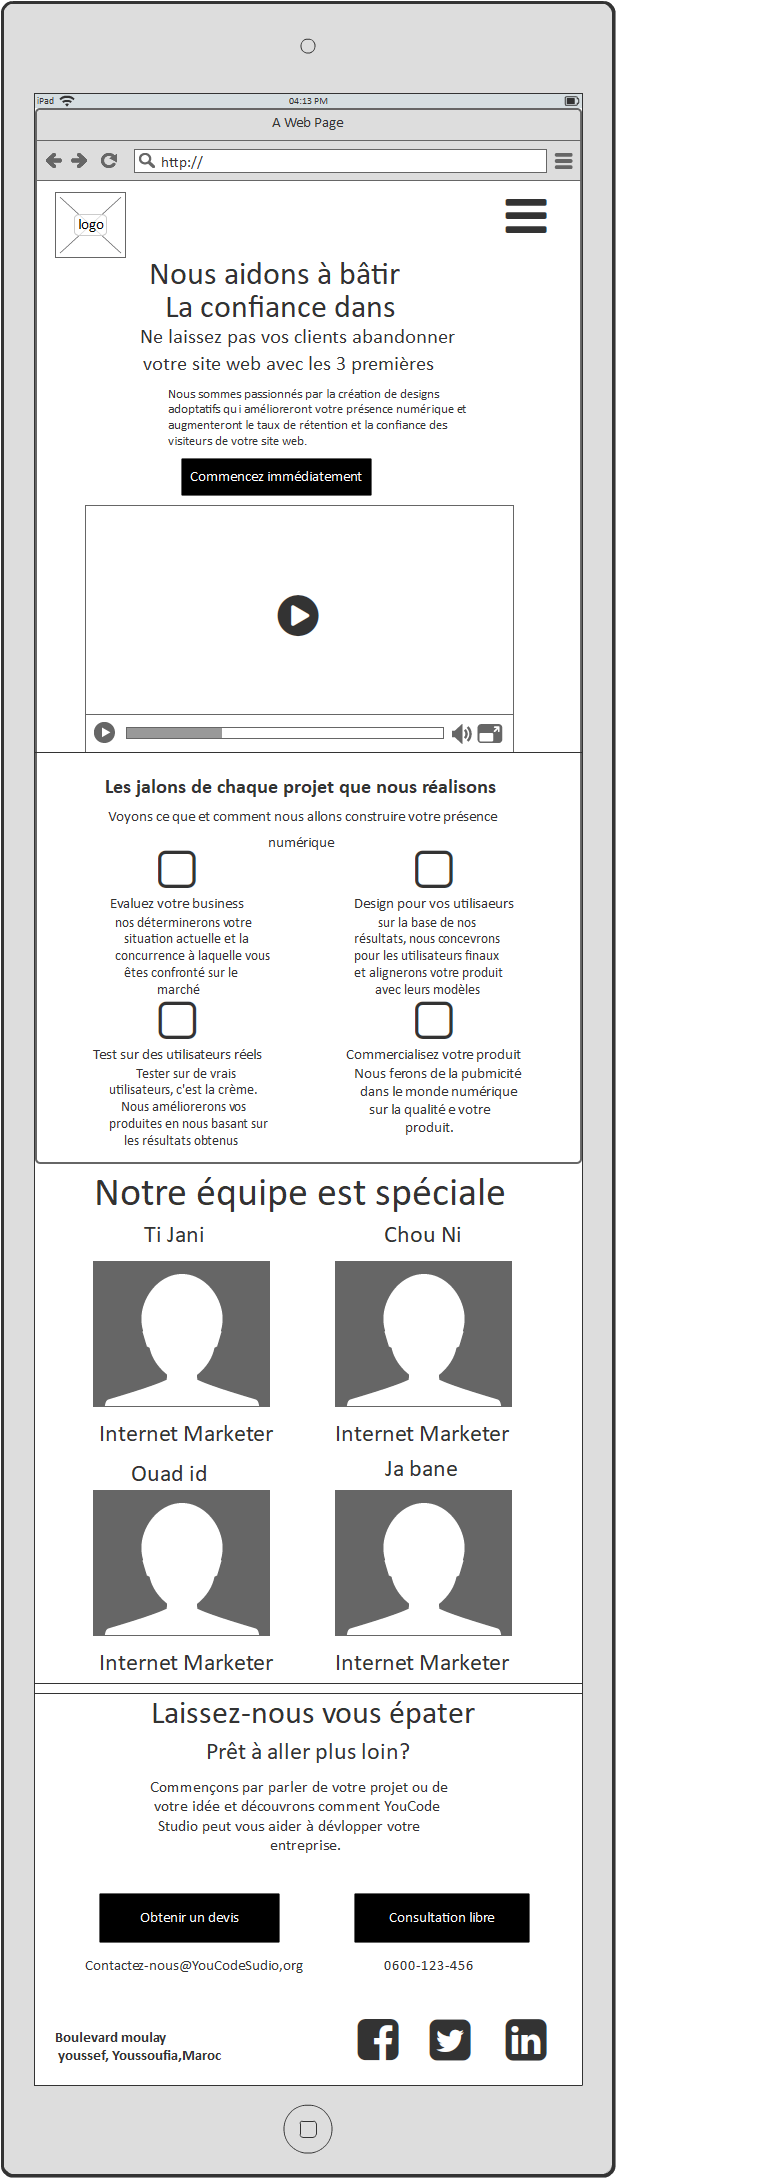 iPad
04:13 PM
A Web Page
http://
logo
Nous aidons à bâtir
La confiance dans
Ne laissez pas vos clients abandonner
votre site web avec les 3 premières
Nous sommes passionnés par la création de designs
adoptatifs qui amélioreront votre présence numérique et
augmenteront le taux de rétention et la confiance des
visiteurs de votre site web.
Commencez immédiatement
Les jalons de chaque projet que nous réalisons
Voyons ce que et comment nous allons construire votre présence
numérique
Evaluez votre business
nos déterminerons votre
situation actuelle et la
concurrence à laquelle vous
êtes confronté sur le
marché
Design pour vos utilisaeurs
sur la base de nos
résultats, nous concevrons
pour les utilisateurs finaux
et alignerons votre produit
avec leurs modèles
Test sur des utilisateurs réels
Tester sur de vrais
utilisateurs, c'est la crème.
Nous améliorerons vos
produites en nous basant sur
les résultats obtenus
Commercialisez votre produit
Nous ferons de la pubmicité
dans le monde numérique
sur la qualité e votre
produit.
Notre équipe est spéciale
Ti Jani
Chou Ni
Internet Marketer
Internet Marketer
Ouad id
Ja bane
Internet Marketer
Internet Marketer
Laissez-nous vous épater
Prêt à aller plus loin?
Commençons par parler de votre projet ou de
votre idée et découvrons comment YouCode
Studio peut vous aider à dévlopper votre
entreprise.
Obtenir un devis
Consultation libre
Contactez-nous@YouCodeSudio,org
0600-123-456
Boulevard moulay
youssef, Youssoufia,Maroc